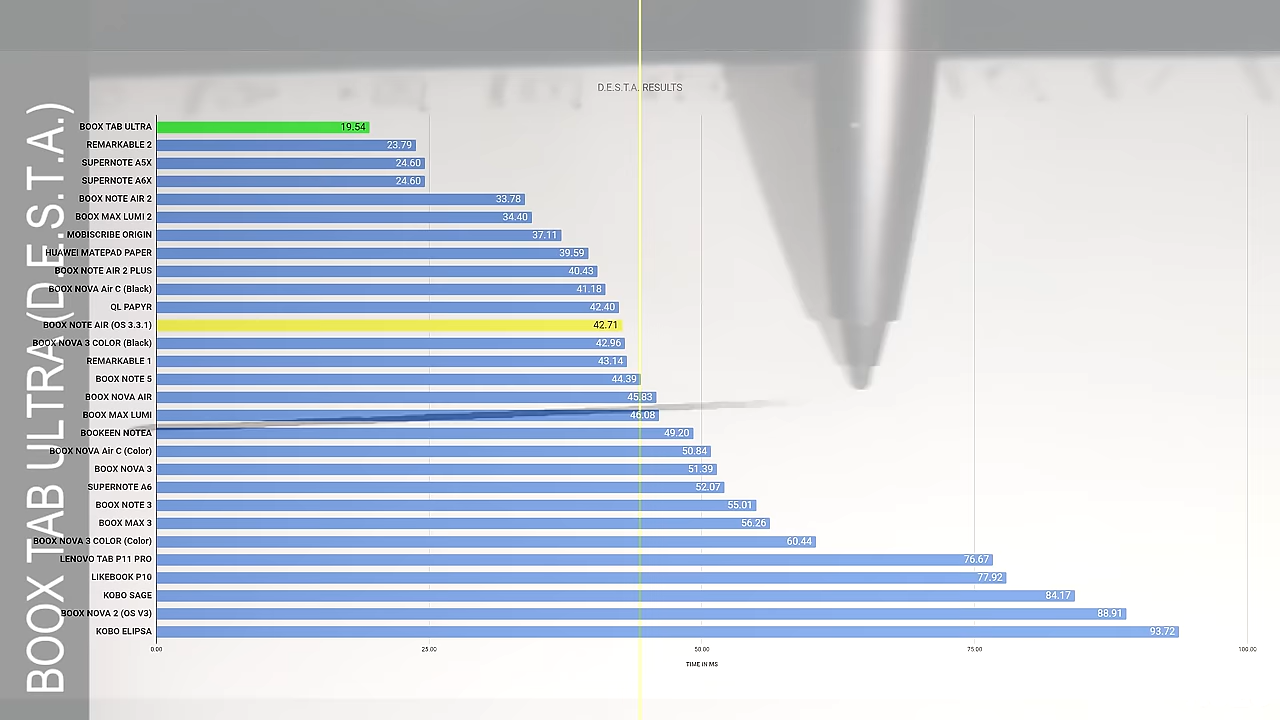 BOOX TAB ULTRA (D.E.S.T.A.)
D.E.S.T.A. RESULTS
BOOX TAB ULTRA 19.54
REMARKABLE 2 23.79
SUPERNOTE A5X 24.60
SUPERNOTE A6X 24.60
BOOX NOTE AIR 2 33.78
BOOX MAX LUMI 2 34.40
MOBISCRIBE ORIGIN 37.11
HUAWEI MATEPAD PAPER 39.59
BOOX NOTE AIR 2 PLUS 40.43
BOOX NOVA Air C (Black) 41.18
QL PAPYR 42.40
BOOX NOTE AIR (OS 3.3.1) 42.71
BOOX NOVA 3 COLOR (Black) 42.96
REMARKABLE 1 43.14
BOOX NOTE 5 44.39
BOOX NOVA AIR 45.83
BOOX MAX LUMI 46.08
BOOKEEN NOTEA 49.20
BOOX NOVA Air C (Color) 50.84
BOOX NOVA 3 51.39
SUPERNOTE A6 52.07
BOOX NOTE 3 55.01
BOOX MAX 3 56.26
BOOX NOVA 3 COLOR (Color) 60.44
LENOVO TAB P11 PRO 76.67
LIKEBOOK P10 77.92
KOBO SAGE 84.17
BOOX NOVA 2 (OS V3) 88.91
KOBO ELIPSA 93.72
0.00 25.00 50.00 75.00 100.00
TIME IN MS